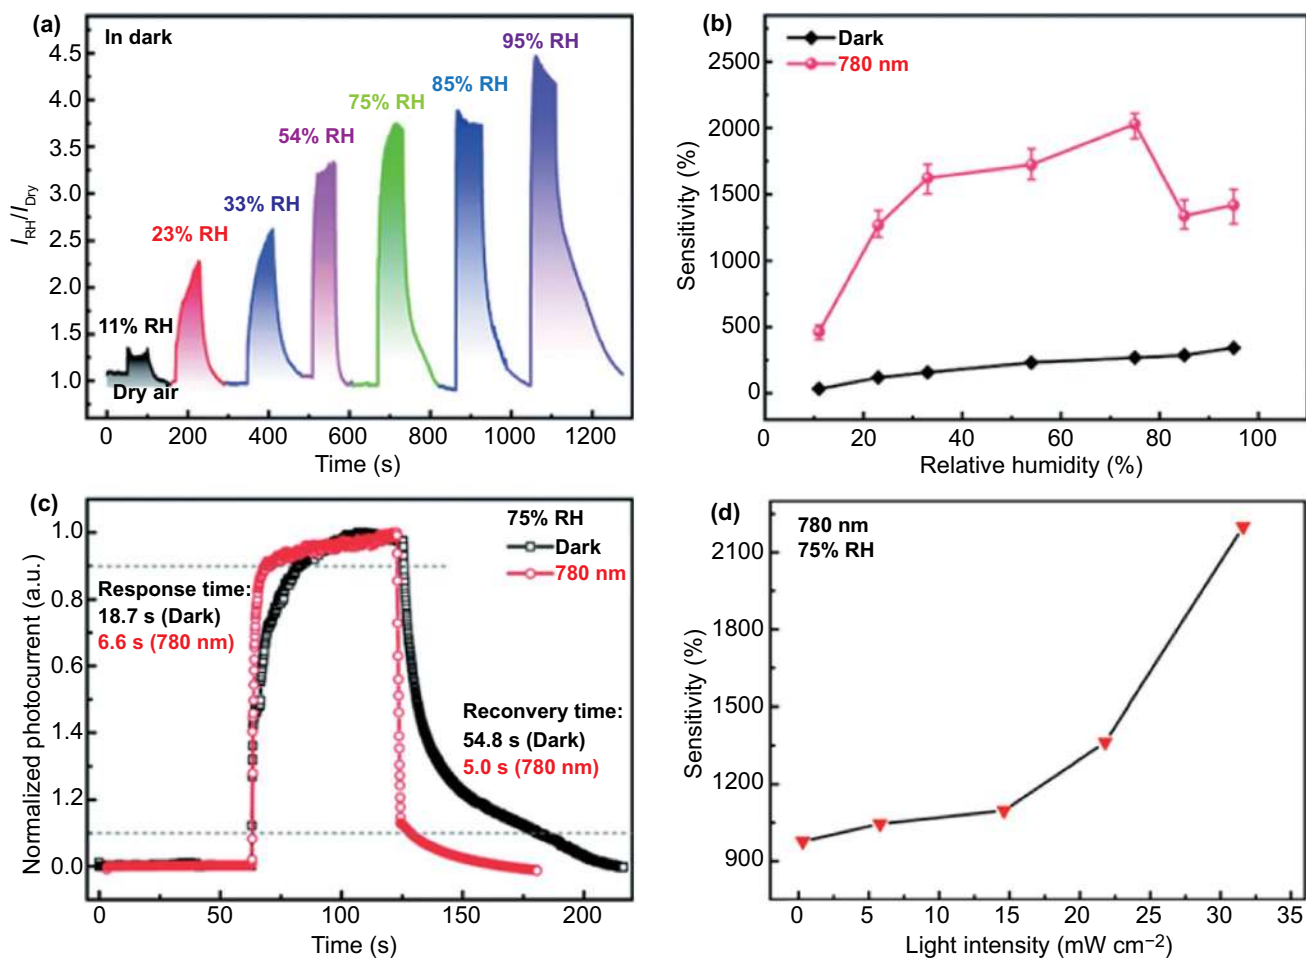 (a)
In dark
95% RH
85% RH
75% RH
54% RH
33% RH
23% RH
11% RH
Dry air
I_RH/I_Dry
4.5
4.0
3.5
3.0
2.5
2.0
1.5
1.0
0 200 400 600 800 1000 1200
Time (s)
(b)
Dark
780 nm
Sensitivity (%)
2500
2000
1500
1000
500
0
0 20 40 60 80 100
Relative humidity (%)
(c)
75% RH
Dark
780 nm
Response time:
18.7 s (Dark)
6.6 s (780 nm)
Reconvery time:
54.8 s (Dark)
5.0 s (780 nm)
Normalized photocurrent (a.u.)
1.0
0.8
0.6
1.4
1.2
0.0
0 50 100 150 200
Time (s)
(d)
780 nm
75% RH
Sensitivity (%)
2100
1800
1500
1200
900
0 5 10 15 20 25 30 35
Light intensity (mW cm−2)